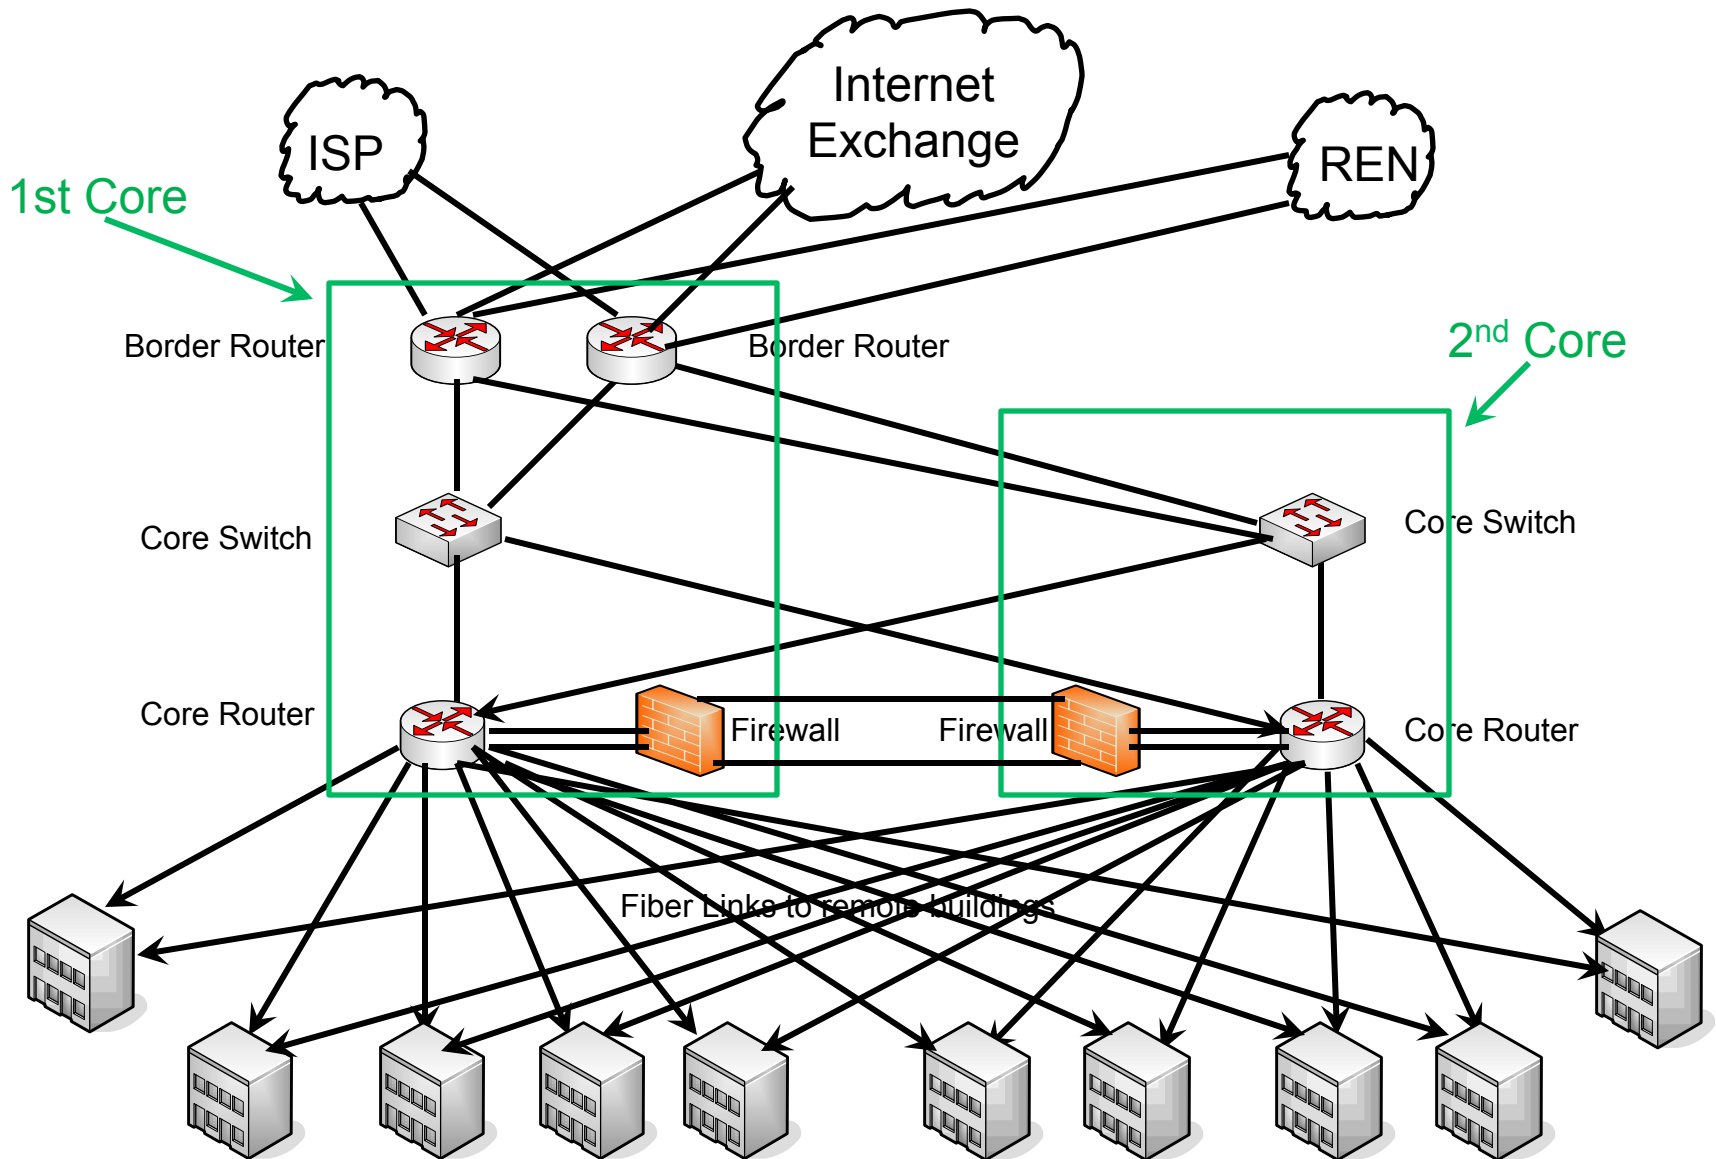 Internet
Exchange
ISP
REN
1st Core
Border Router
Border Router
2nd Core
Core Switch
Core Switch
Core Router
Firewall
Firewall
Core Router
Fiber Links to remote buildings